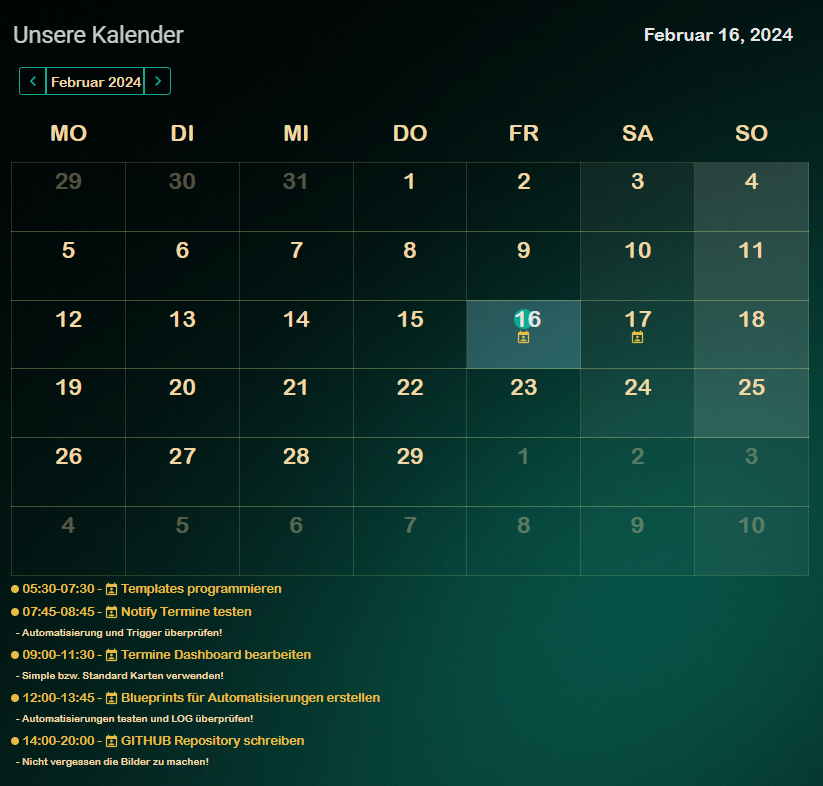 Unsere Kalender
Februar 16, 2024
Februar 2024
MO DI MI DO FR SA SO
29 30 31 1 2 3 4
5 6 7 8 9 10 11
12 13 14 15 16 17 18
19 20 21 22 23 24 25
26 27 28 29 1 2 3
4 5 6 7 8 9 10
05:30-07:30 - Templates programmieren
07:45-08:45 - Notify Termine testen
- Automatisierung und Trigger überprüfen!
09:00-11:30 - Termine Dashboard bearbeiten
- Simple bzw. Standard Karten verwenden!
12:00-13:45 - Blueprints für Automatisierungen erstellen
- Automatisierungen testen und LOG überprüfen!
14:00-20:00 - GITHUB Repository schreiben
- Nicht vergessen die Bilder zu machen!